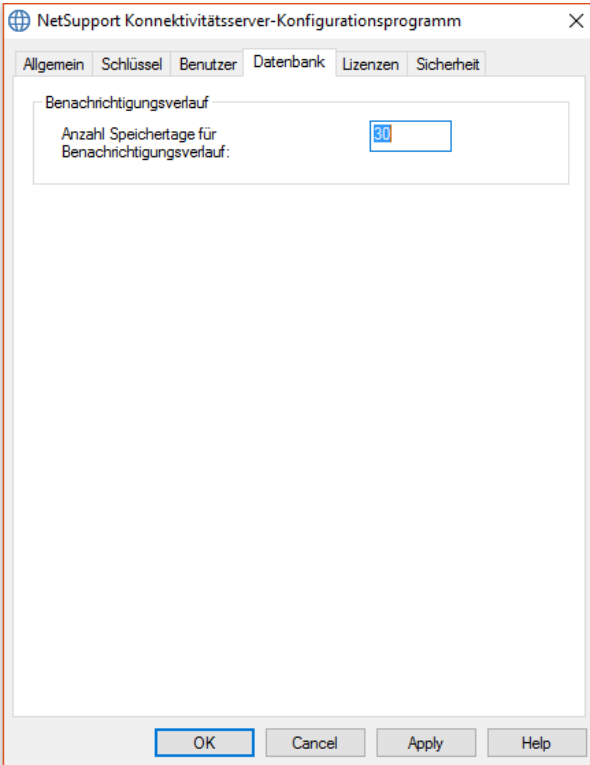 NetSupport Konnektivitätsserver-Konfigurationsprogramm
Allgemein Schlüssel Benutzer Datenbank Lizenzen Sicherheit
Benachrichtigungsverlauf
Anzahl Speichertage für
Benachrichtigungsverlauf:
30
OK Cancel Apply Help